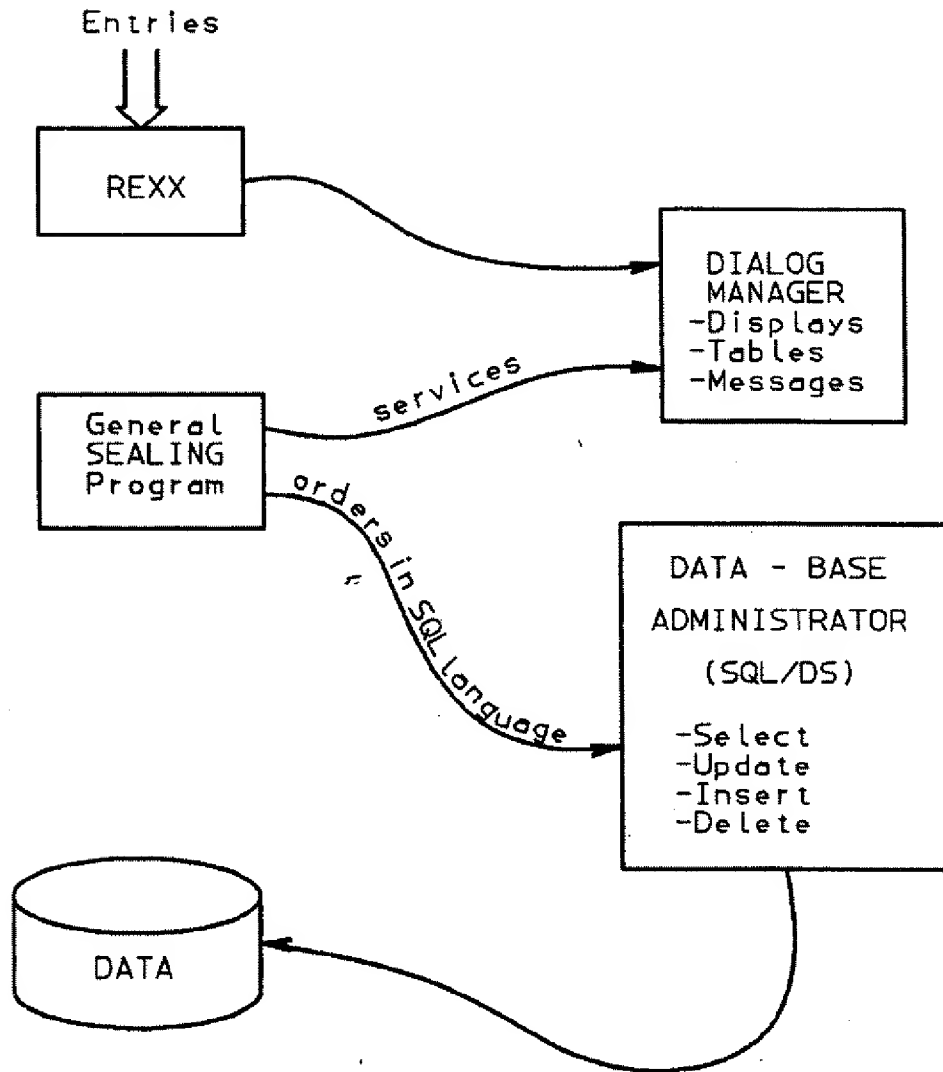 Entries
REXX
DIALOG
MANAGER
-Displays
-Tables
-Messages
services
General
SEALING
Program
orders in SQL language
DATA - BASE
ADMINISTRATOR
(SQL/DS)
-Select
-Update
-Insert
-Delete
DATA